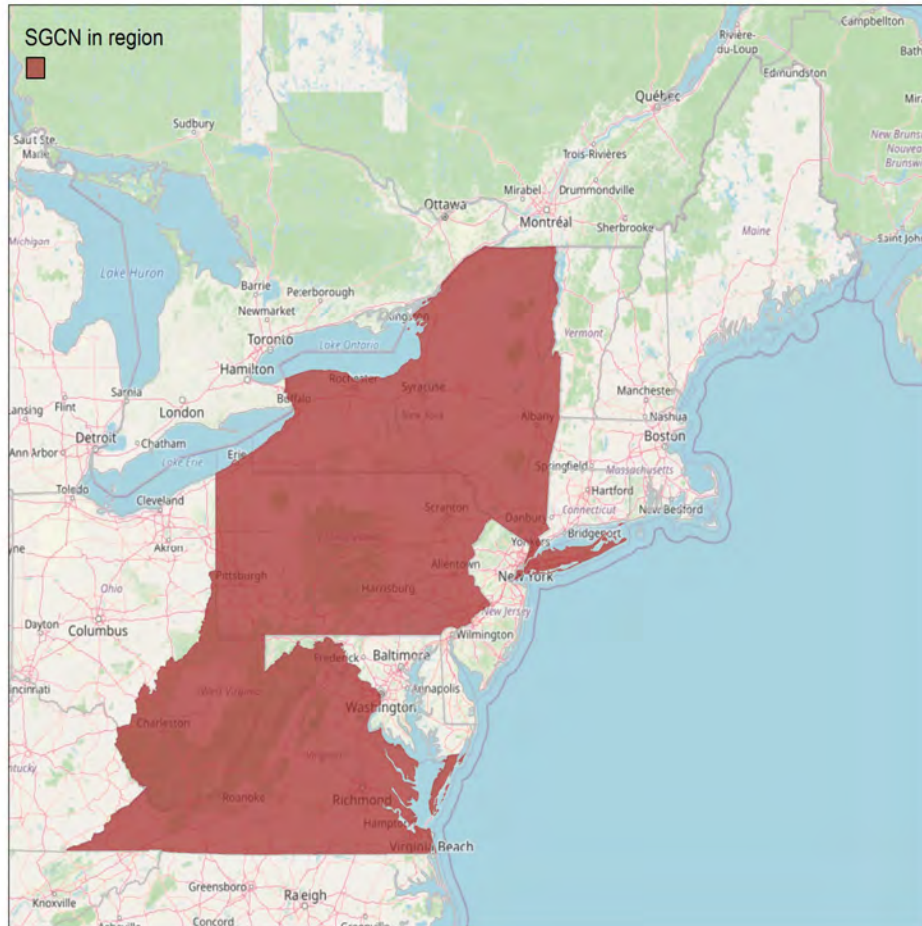 SGCN in region
Campbellton
Rivière-
du-Loup
Edmundston
Québec
Sudbury
Sault Ste.
Marie
Trois-Rivières
New Brunswick
Nouveau
Mirabel
Drummondville
Ottawa
Montréal
Sherbrooke
Maine
Saint John
Michigan
Lake Huron
Barrie
Peterborough
Newmarket
Toronto
Lake Ontario
Vermont
Hamilton
Rochester
Syracuse
Manchester
Sarnia
Buffalo
New York
Albany
Nashua
Lansing
Flint
London
Boston
Detroit
Chatham
Ann Arbor
Lake Erie
Erie
Springfield
Massachusetts
Toledo
Hartford
New Bedford
Cleveland
Scranton
Danbury
Connecticut
Bridgeport
Akron
Yonkers
Pittsburgh
Allentown
New York
Ohio
Harrisburg
New Jersey
Columbus
Dayton
Wilmington
Frederick
Baltimore
Cincinnati
West Virginia
Annapolis
Washington
Charleston
Virginia
Roanoke
Richmond
Hampton
Virginia Beach
Greensboro
Knoxville
Raleigh
Concord